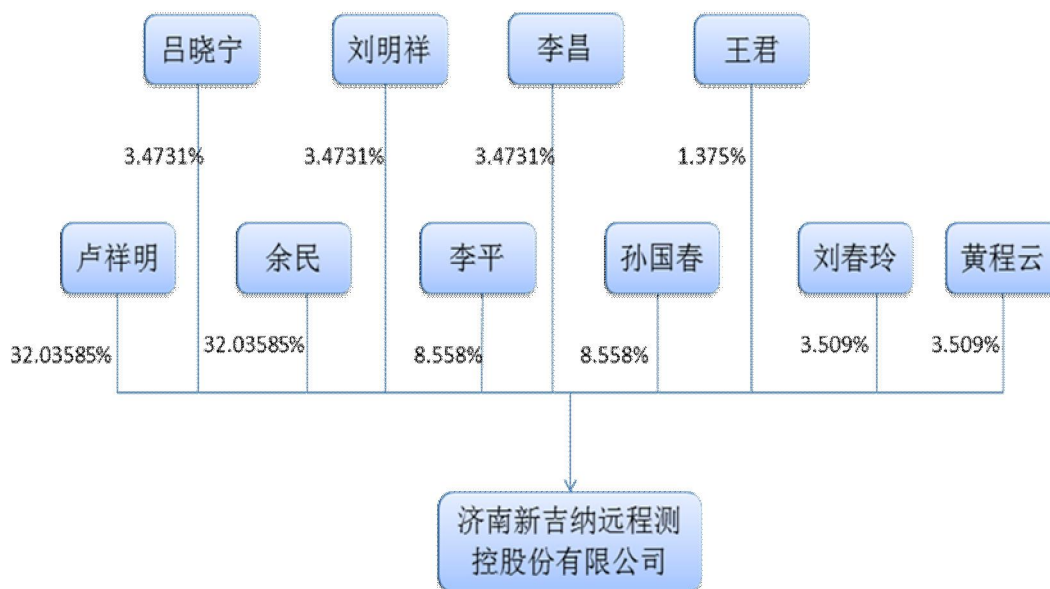 吕晓宁
刘明祥
李昌
王君
3.4731%
3.4731%
3.4731%
1.375%
卢祥明
余民
李平
孙国春
刘春玲
黄程云
32.03585%
32.03585%
8.558%
8.558%
3.509%
3.509%
济南新吉纳远程测
控股份有限公司